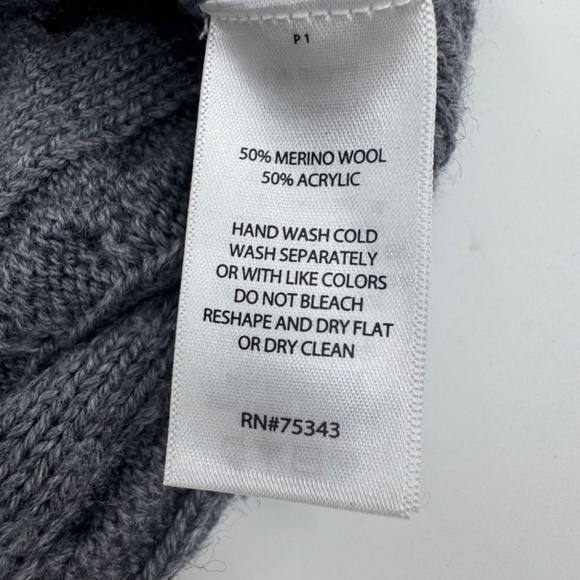 P 1
50% MERINO WOOL
50% ACRYLIC
HAND WASH COLD
WASH SEPARATELY
OR WITH LIKE COLORS
DO NOT BLEACH
RESHAPE AND DRY FLAT
OR DRY CLEAN
RN#75343